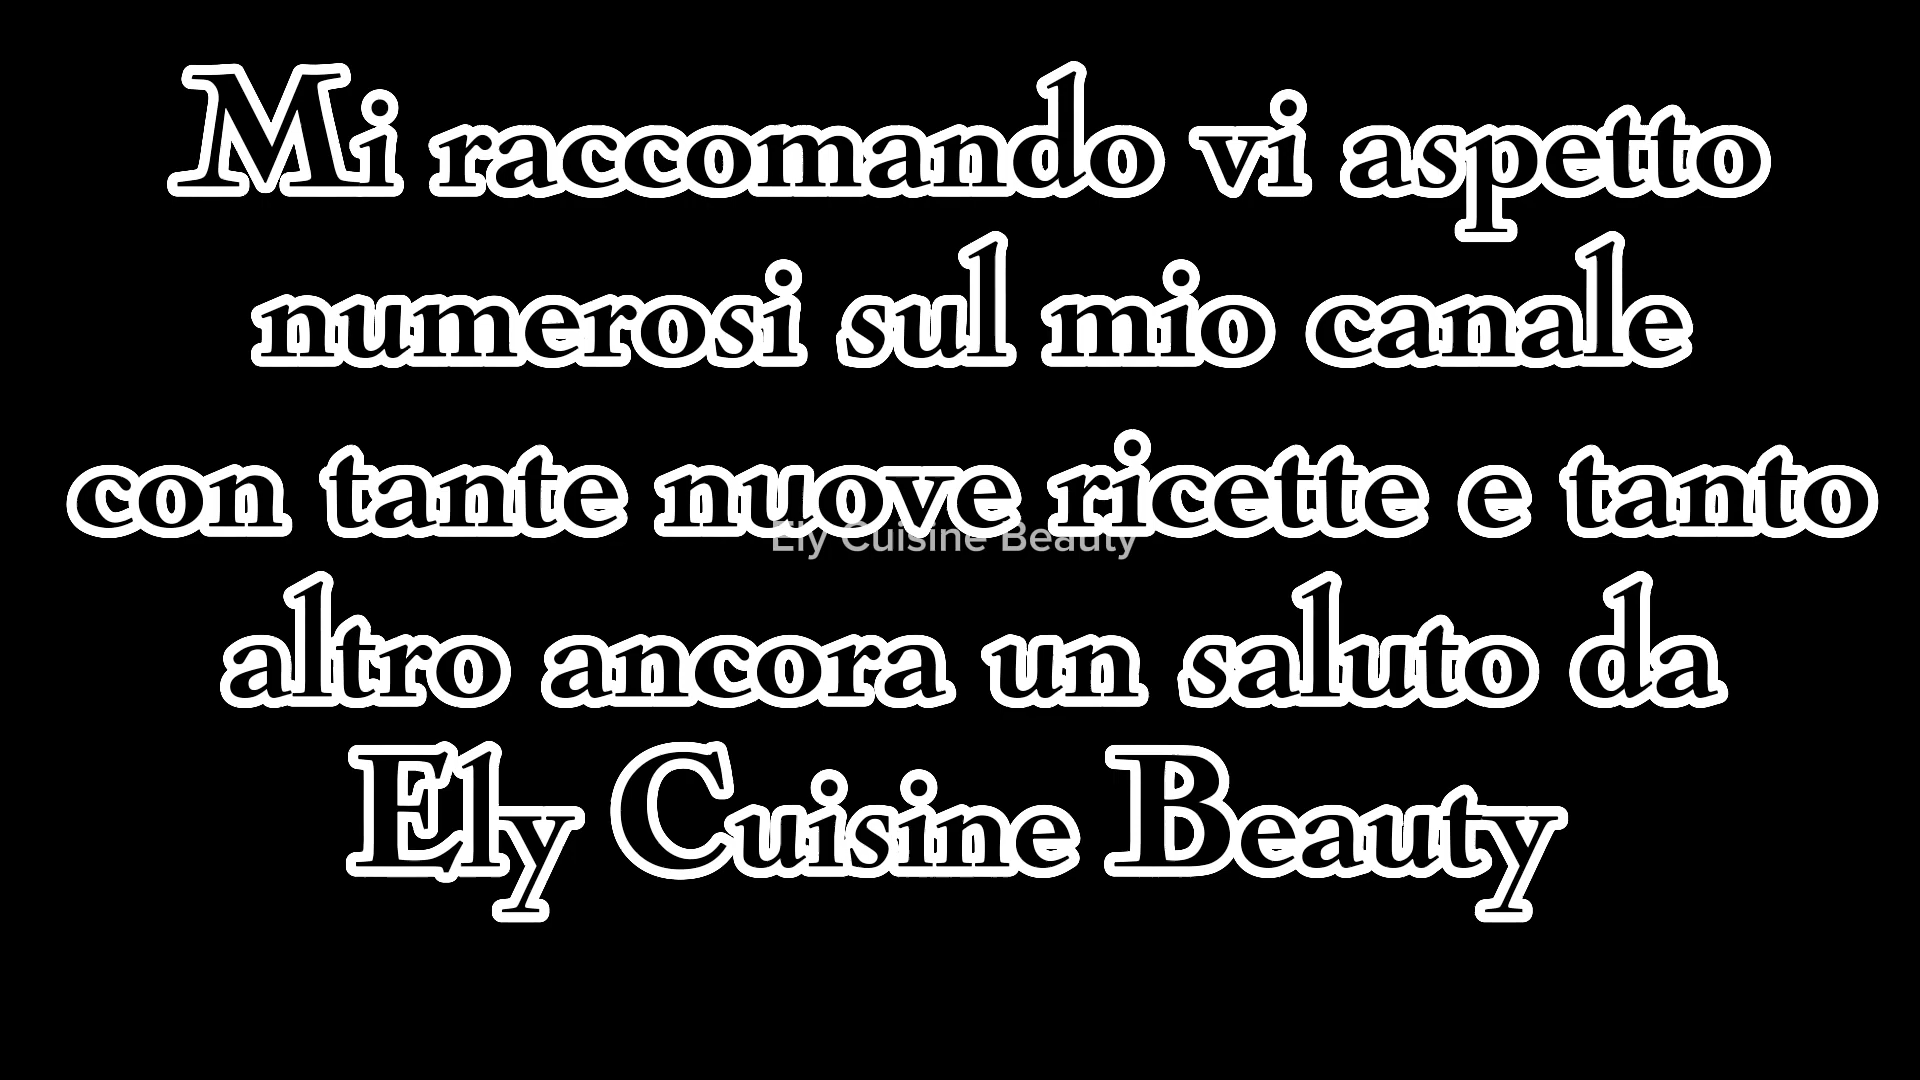 Mi raccomando vi aspetto
numerosi sul mio canale
con tante nuove ricette e tanto
Ely Cuisine Beauty
altro ancora un saluto da
Ely Cuisine Beauty